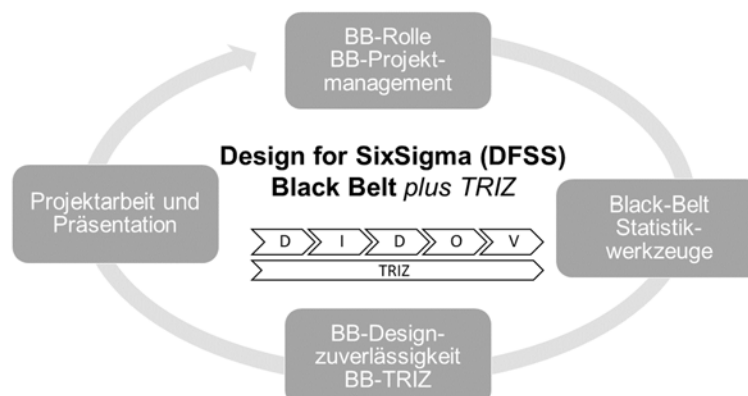 BB-Rolle
BB-Projekt-
management
Design for SixSigma (DFSS)
Black Belt plus TRIZ
Projektarbeit und
Präsentation
Black-Belt
Statistik-
werkzeuge
D I D O V
TRIZ
BB-Design-
zuverlässigkeit
BB-TRIZ